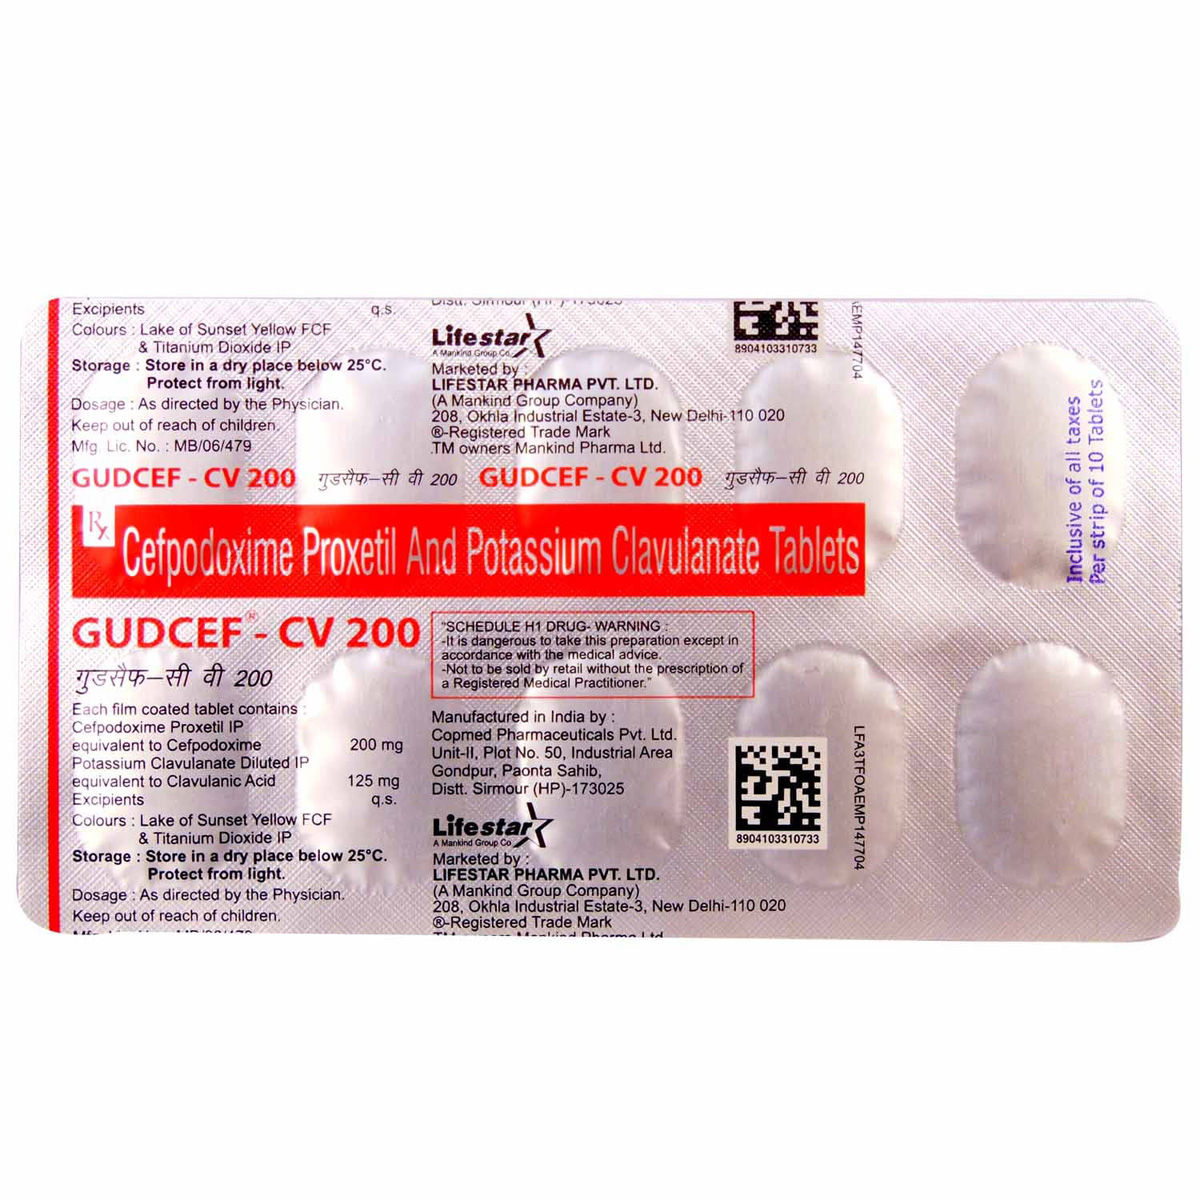 Excipients q.s.
Colours : Lake of Sunset Yellow FCF
& Titanium Dioxide IP
Storage : Store in a dry place below 25°C.
Protect from light.
Dosage : As directed by the Physician.
Keep out of reach of children.
Mfg. Lic. No. : MB/06/479
Distt. Sirmour (HP)-173025
Lifestar
A Mankind Group Co.
Marketed by :
LIFESTAR PHARMA PVT. LTD.
(A Mankind Group Company)
208, Okhla Industrial Estate-3, New Delhi-110 020
®-Registered Trade Mark
TM owners Mankind Pharma Ltd.
8904103310733
EMP147704
GUDCEF - CV 200 गुडसैफ–सी वी 200 GUDCEF - CV 200 गुडसैफ–सी वी 200
Rx
Cefpodoxime Proxetil And Potassium Clavulanate Tablets
GUDCEF® - CV 200
गुडसैफ–सी वी 200
Each film coated tablet contains :
Cefpodoxime Proxetil IP
equivalent to Cefpodoxime 200 mg
Potassium Clavulanate Diluted IP
equivalent to Clavulanic Acid 125 mg
Excipients q.s.
Colours : Lake of Sunset Yellow FCF
& Titanium Dioxide IP
Storage : Store in a dry place below 25°C.
Protect from light.
Dosage : As directed by the Physician.
Keep out of reach of children.
"SCHEDULE H1 DRUG- WARNING :
-It is dangerous to take this preparation except in
accordance with the medical advice.
-Not to be sold by retail without the prescription of
a Registered Medical Practitioner."
Manufactured in India by :
Copmed Pharmaceuticals Pvt. Ltd.
Unit-II, Plot No. 50, Industrial Area
Gondpur, Paonta Sahib,
Distt. Sirmour (HP)-173025
Lifestar
A Mankind Group Co.
Marketed by :
LIFESTAR PHARMA PVT. LTD.
(A Mankind Group Company)
208, Okhla Industrial Estate-3, New Delhi-110 020
®-Registered Trade Mark
TM owners Mankind Pharma Ltd.
8904103310733
LFA3TFOAEMP147704
Inclusive of all taxes
Per strip of 10 Tablets